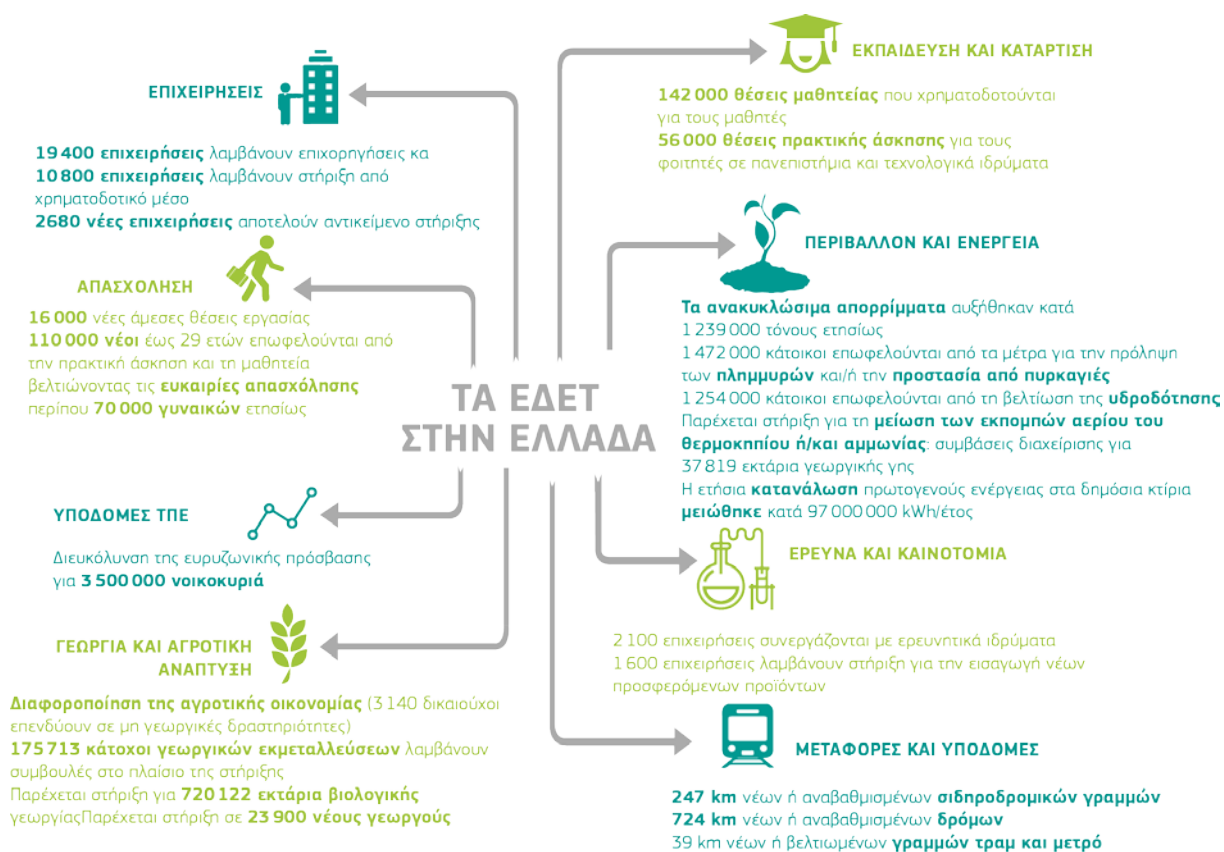 ΤΑ ΕΔΕΤ
ΣΤΗΝ ΕΛΛΑΔΑ
ΕΠΙΧΕΙΡΗΣΕΙΣ
19 400 επιχειρήσεις λαμβάνουν επιχορηγήσεις κα
10 800 επιχειρήσεις λαμβάνουν στήριξη από
χρηματοδοτικό μέσο
2680 νέες επιχειρήσεις αποτελούν αντικείμενο στήριξης
ΑΠΑΣΧΟΛΗΣΗ
16 000 νέες άμεσες θέσεις εργασίας
110 000 νέοι έως 29 ετών επωφελούνται από
την πρακτική άσκηση και τη μαθητεία
βελτιώνοντας τις ευκαιρίες απασχόλησης
περίπου 70 000 γυναικών ετησίως
ΥΠΟΔΟΜΕΣ ΤΠΕ
Διευκόλυνση της ευρυζωνικής πρόσβασης
για 3 500 000 νοικοκυριά
ΓΕΩΡΓΙΑ ΚΑΙ ΑΓΡΟΤΙΚΗ
ΑΝΑΠΤΥΞΗ
Διαφοροποίηση της αγροτικής οικονομίας (3 140 δικαιούχοι
επενδύουν σε μη γεωργικές δραστηριότητες)
175 713 κάτοχοι γεωργικών εκμεταλλεύσεων λαμβάνουν
συμβουλές στο πλαίσιο της στήριξης
Παρέχεται στήριξη για 720 122 εκτάρια βιολογικής
γεωργίαςΠαρέχεται στήριξη σε 23 900 νέους γεωργούς
ΕΚΠΑΙΔΕΥΣΗ ΚΑΙ ΚΑΤΑΡΤΙΣΗ
142 000 θέσεις μαθητείας που χρηματοδοτούνται
για τους μαθητές
56 000 θέσεις πρακτικής άσκησης για τους
φοιτητές σε πανεπιστήμια και τεχνολογικά ιδρύματα
ΠΕΡΙΒΑΛΛΟΝ ΚΑΙ ΕΝΕΡΓΕΙΑ
Τα ανακυκλώσιμα απορρίμματα αυξήθηκαν κατά
1 239 000 τόνους ετησίως
1 472 000 κάτοικοι επωφελούνται από τα μέτρα για την πρόληψη
των πλημμυρών και/ή την προστασία από πυρκαγιές
1 254 000 κάτοικοι επωφελούνται από τη βελτίωση της υδροδότησης
Παρέχεται στήριξη για τη μείωση των εκπομπών αερίου του
θερμοκηπίου ή/και αμμωνίας: συμβάσεις διαχείρισης για
37 819 εκτάρια γεωργικής γης
Η ετήσια κατανάλωση πρωτογενούς ενέργειας στα δημόσια κτίρια
μειώθηκε κατά 97 000 000 kWh/έτος
ΕΡΕΥΝΑ ΚΑΙ ΚΑΙΝΟΤΟΜΙΑ
2 100 επιχειρήσεις συνεργάζονται με ερευνητικά ιδρύματα
1 600 επιχειρήσεις λαμβάνουν στήριξη για την εισαγωγή νέων
προσφερόμενων προϊόντων
ΜΕΤΑΦΟΡΕΣ ΚΑΙ ΥΠΟΔΟΜΕΣ
247 km νέων ή αναβαθμισμένων σιδηροδρομικών γραμμών
724 km νέων ή αναβαθμισμένων δρόμων
39 km νέων ή βελτιωμένων γραμμών τραμ και μετρό